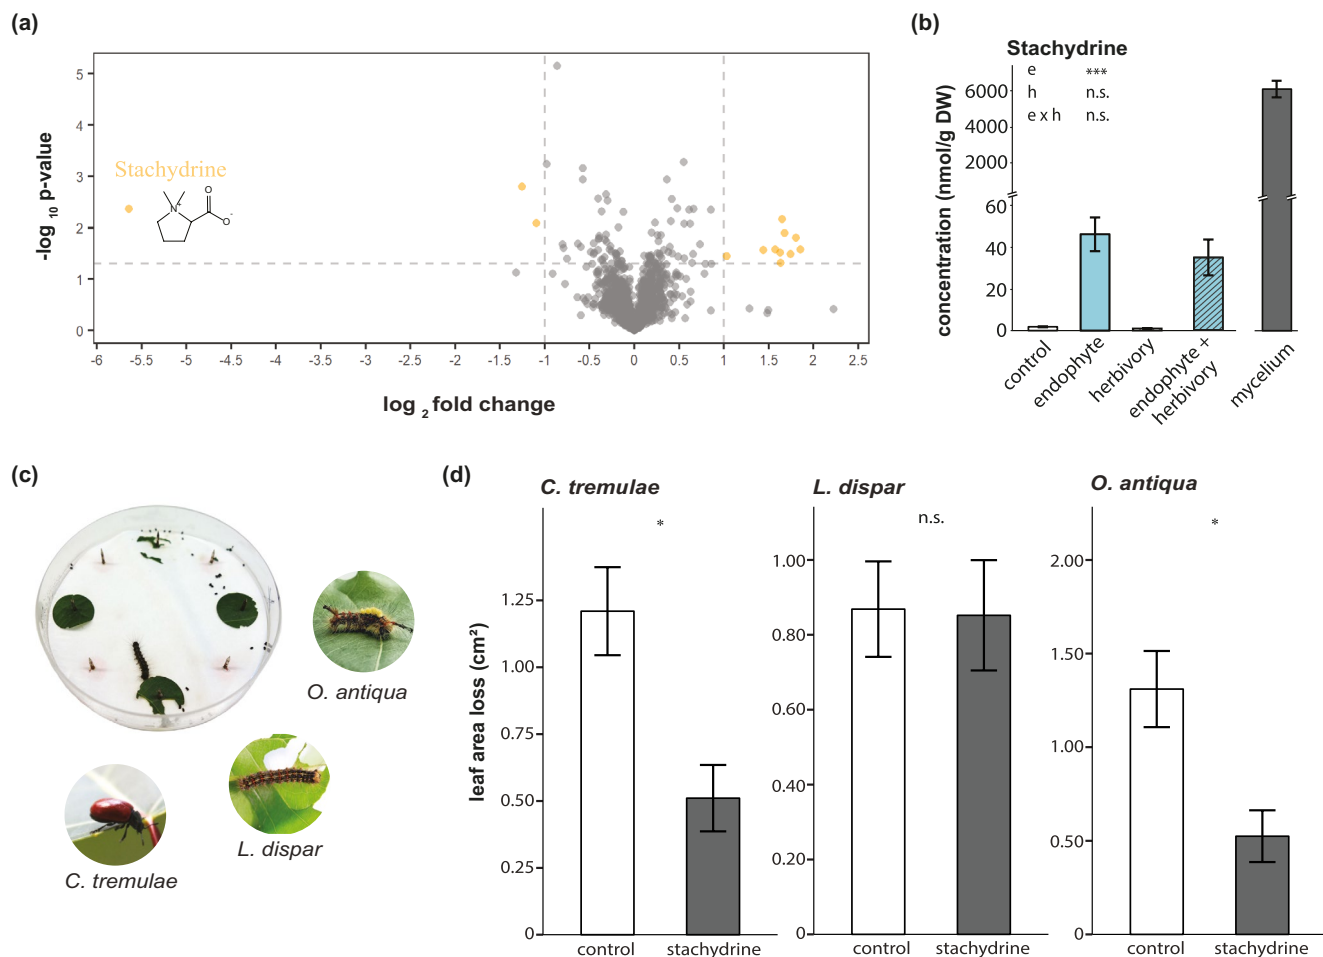 (a)
5
4
3
2
1
0
-log 10 p-value
Stachydrine
N+
O
O-
-6 -5.5 -5 -4.5 -4 -3.5 -3 -2.5 -2 -1.5 -1 -0.5 0 0.5 1 1.5 2 2.5
log 2 fold change
(b)
Stachydrine
e ***
h n.s.
e x h n.s.
concentration (nmol/g DW)
6000
4000
2000
60
40
20
0
control
endophyte
herbivory
endophyte +
herbivory
mycelium
(c)
O. antiqua
L. dispar
C. tremulae
(d)
leaf area loss (cm²)
C. tremulae
*
1.25
1.00
0.75
0.50
0.25
0
control stachydrine
L. dispar
n.s.
1.00
0.80
0.60
0.40
0.20
0
control stachydrine
O. antiqua
*
2.00
1.50
1.00
0.50
0
control stachydrine